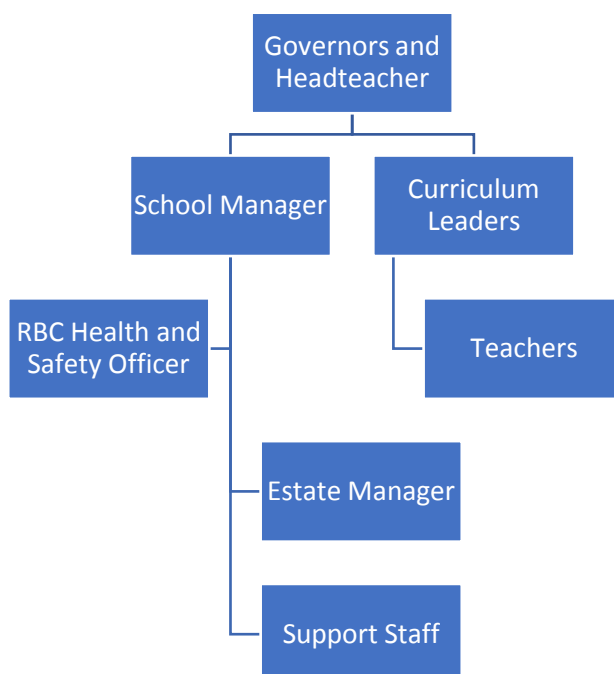 Governors and
Headteacher
School Manager
Curriculum
Leaders
RBC Health and
Safety Officer
Teachers
Estate Manager
Support Staff